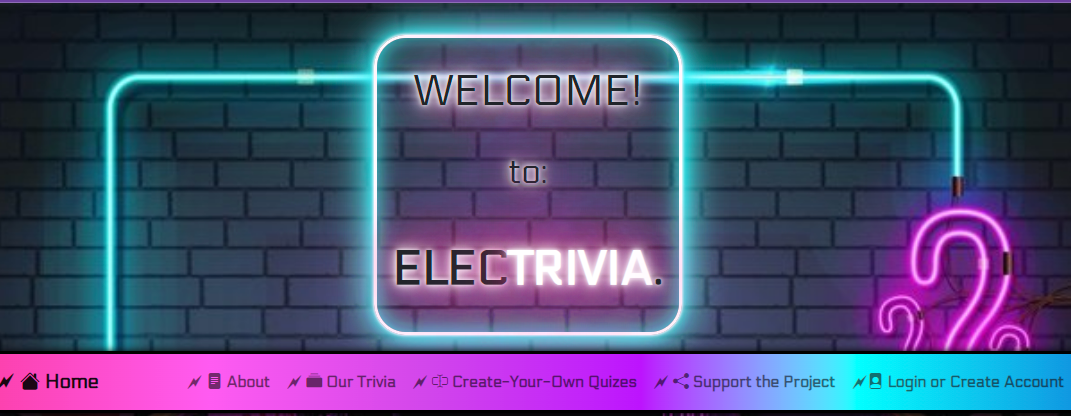 WELCOME!
to:
ELECTRIVIA.
Home About Our Trivia Create-Your-Own Quizes Support the Project Login or Create Account